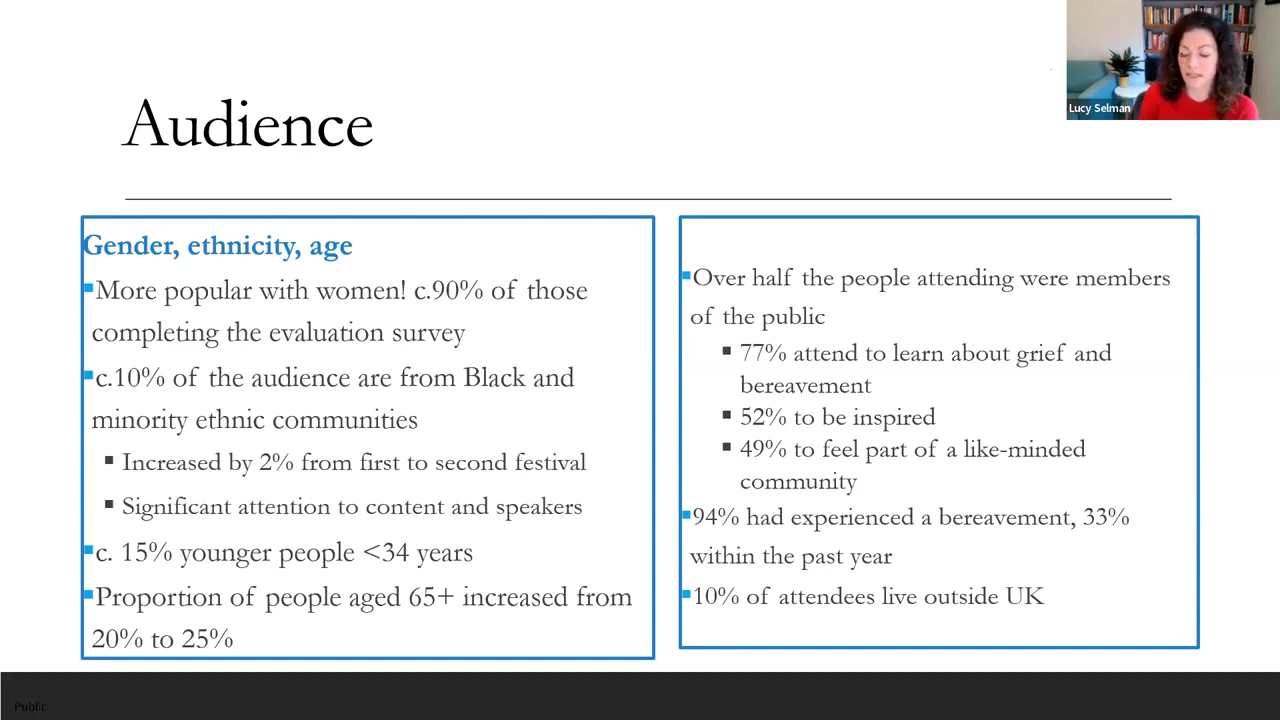 Lucy Selman
Audience
Gender, ethnicity, age
More popular with women! c.90% of those
completing the evaluation survey
c.10% of the audience are from Black and
minority ethnic communities
Increased by 2% from first to second festival
Significant attention to content and speakers
c. 15% younger people <34 years
Proportion of people aged 65+ increased from
20% to 25%
Over half the people attending were members
of the public
77% attend to learn about grief and
bereavement
52% to be inspired
49% to feel part of a like-minded
community
94% had experienced a bereavement, 33%
within the past year
10% of attendees live outside UK
Public